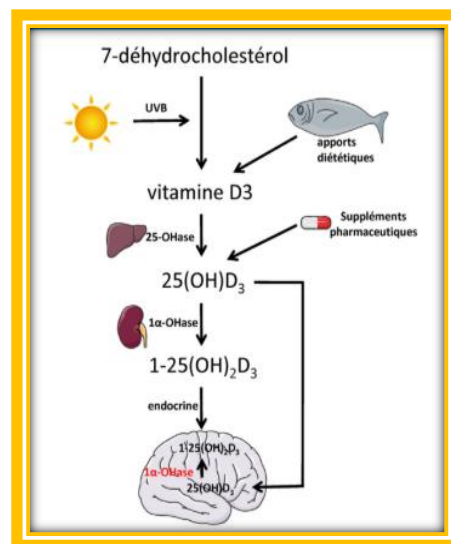 7-déhydrocholestérol
UVB
apports
diététiques
vitamine D3
25-OHase
Suppléments
pharmaceutiques
25(OH)D₃
1α-OHase
1-25(OH)₂D₃
endocrine
1-25(OH)₂D₃
1α-OHase
25(OH)D₃